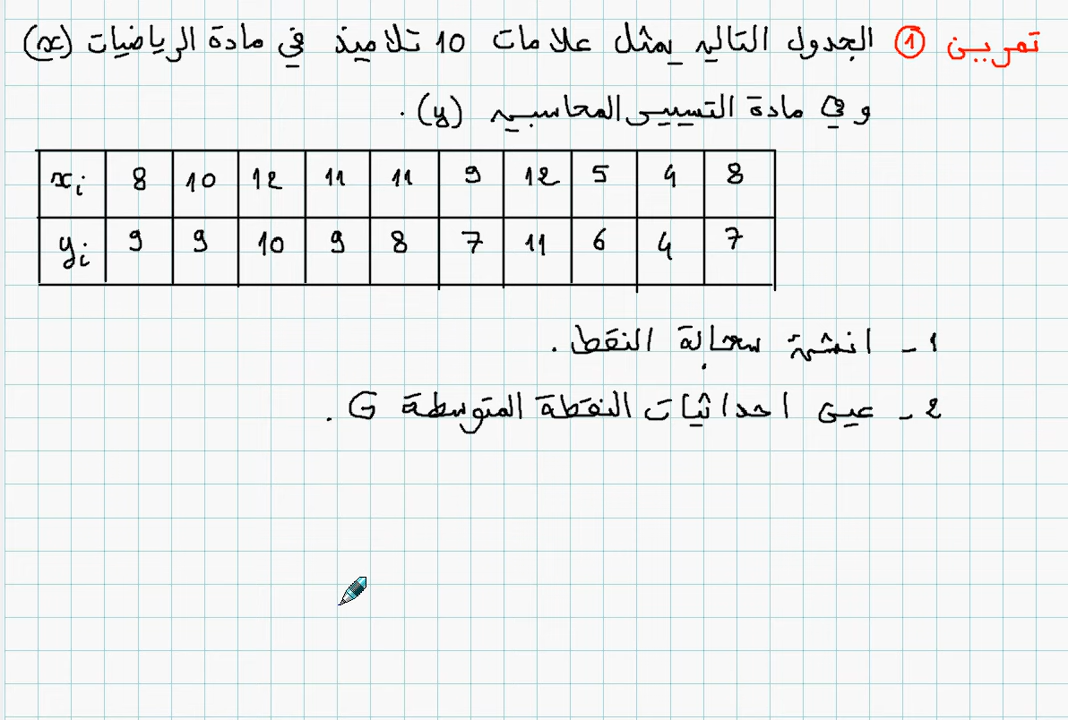 تمرين ① الجدول التالي يمثل علامات 10 تلاميذ في مادة الرياضيات (x)
و في مادة التسيير المحاسبي (y).
xi 8 10 12 11 11 9 12 5 4 8
yi 9 9 10 9 8 7 11 6 4 7
1- انشئ سحابة النقط.
2- عين احداثيات النقطة المتوسطة G.